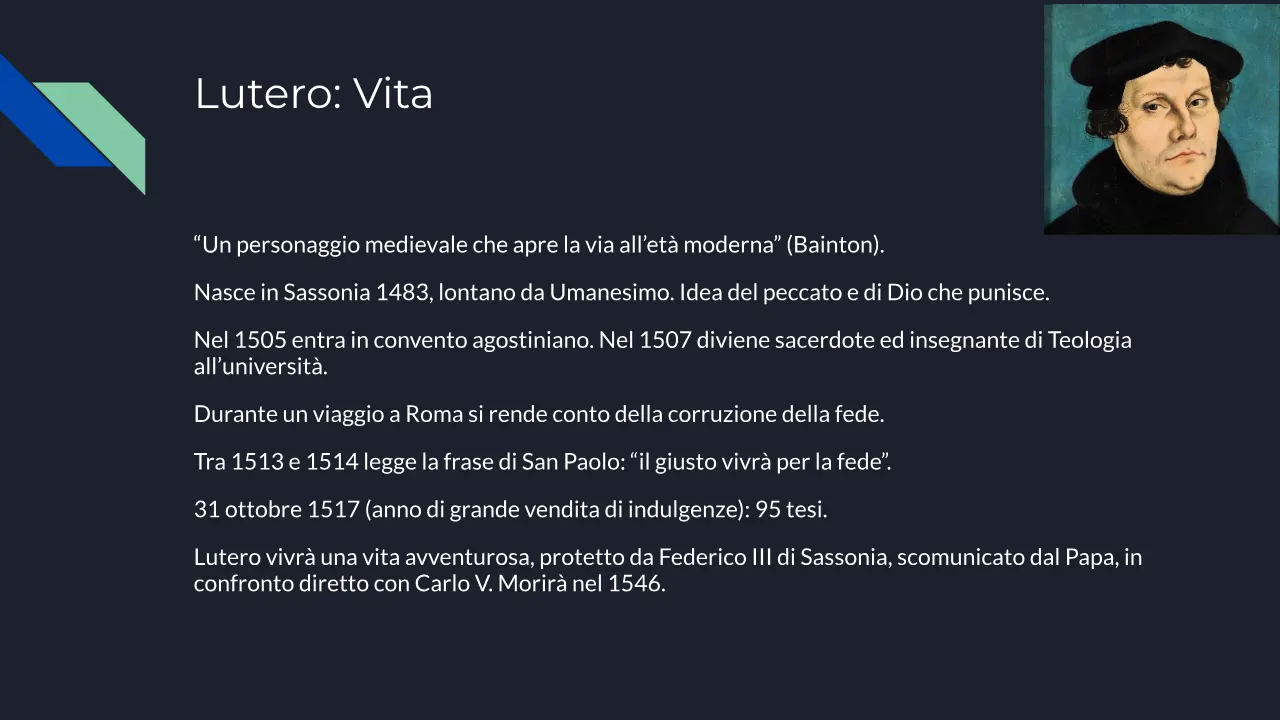 Lutero: Vita
“Un personaggio medievale che apre la via all’età moderna” (Bainton).
Nasce in Sassonia 1483, lontano da Umanesimo. Idea del peccato e di Dio che punisce.
Nel 1505 entra in convento agostiniano. Nel 1507 diviene sacerdote ed insegnante di Teologia
all’università.
Durante un viaggio a Roma si rende conto della corruzione della fede.
Tra 1513 e 1514 legge la frase di San Paolo: “il giusto vivrà per la fede”.
31 ottobre 1517 (anno di grande vendita di indulgenze): 95 tesi.
Lutero vivrà una vita avventurosa, protetto da Federico III di Sassonia, scomunicato dal Papa, in
confronto diretto con Carlo V. Morirà nel 1546.